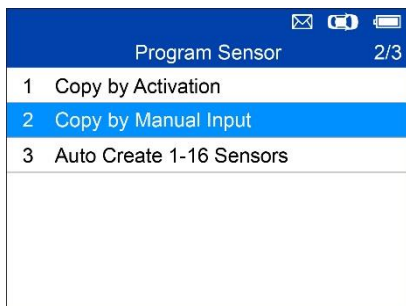 Program Sensor 2/3
1 Copy by Activation
2 Copy by Manual Input
3 Auto Create 1-16 Sensors